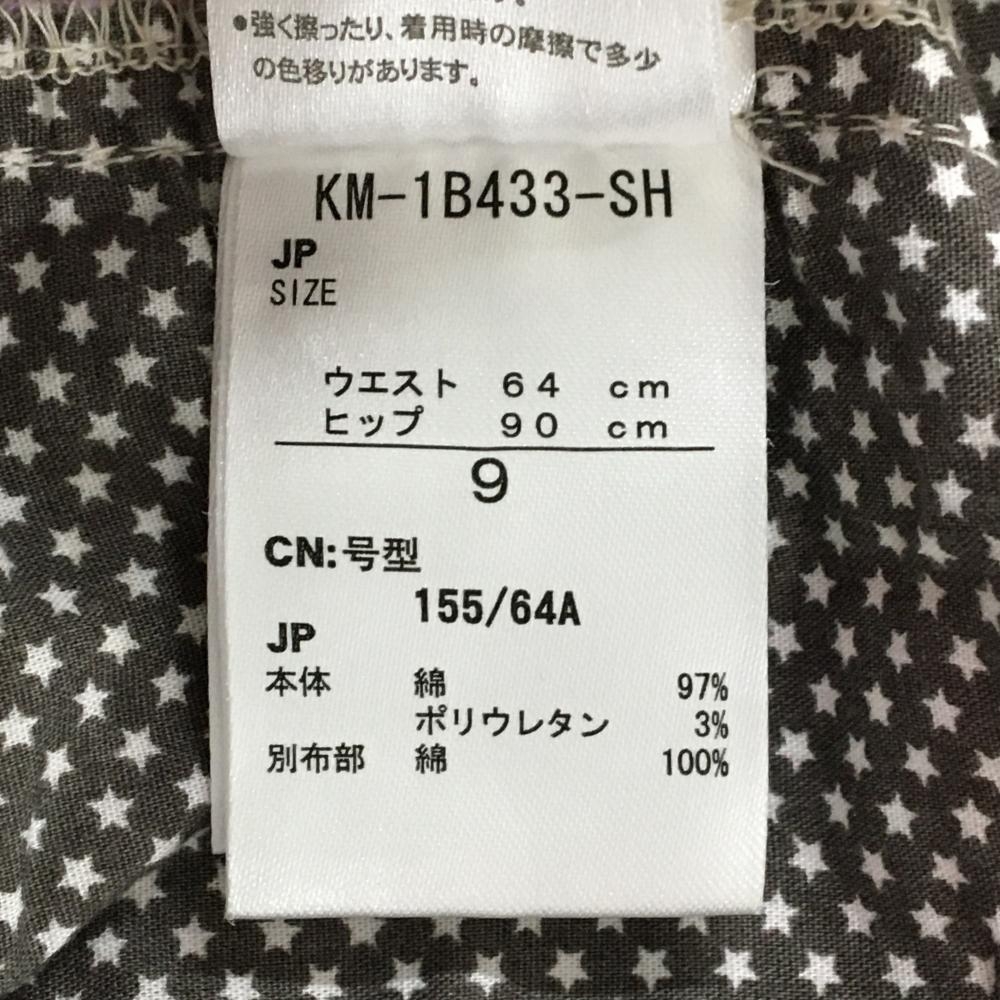 ●強く擦ったり、着用時の摩擦で多少
の色移りがあります。
KM-1B433-SH
JP
SIZE
ウエスト 64 cm
ヒップ 90 cm
9
CN:号型
155/64A
JP
本体 綿 97%
ポリウレタン 3%
別布部 綿 100%